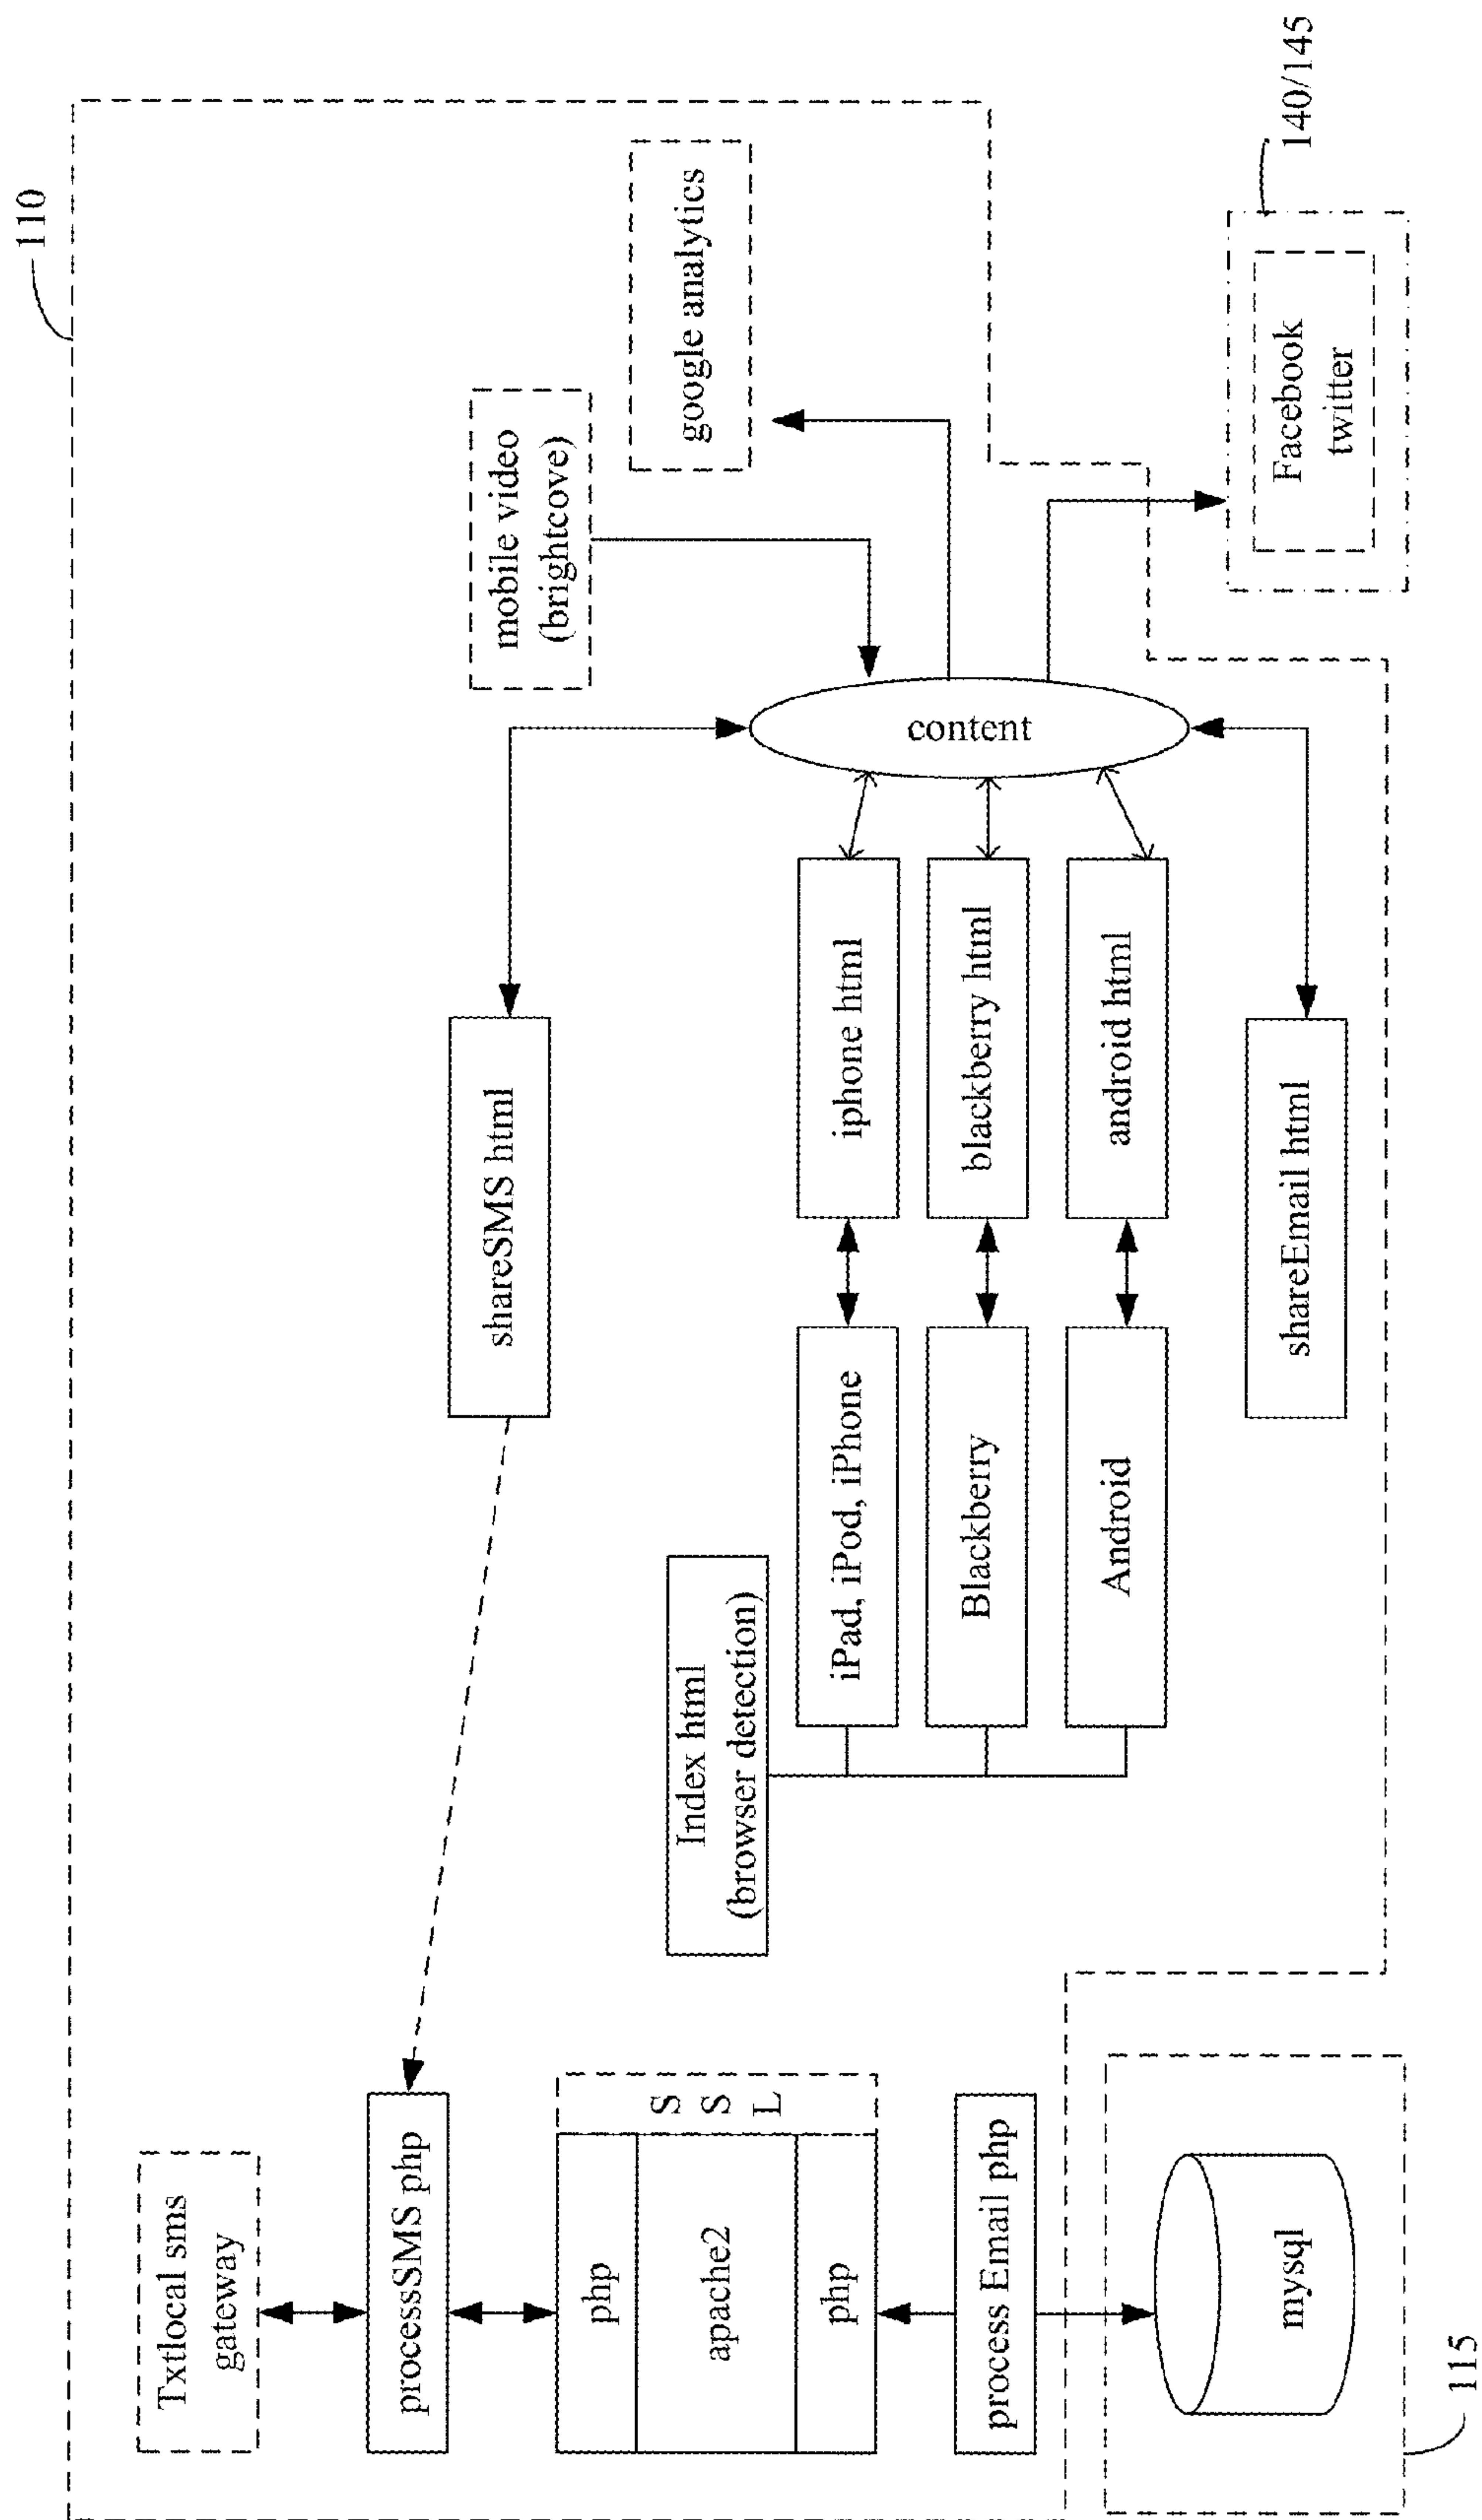 110
Txtlocal sms
gateway
processSMS php
php
apache2
php
S
S
L
process Email php
mysql
115
shareSMS html
Index html
(browser detection)
iPad, iPod, iPhone
Blackberry
Android
iphone html
blackberry html
android html
shareEmail html
content
mobile video
(brightcove)
google analytics
Facebook
twitter
140/145